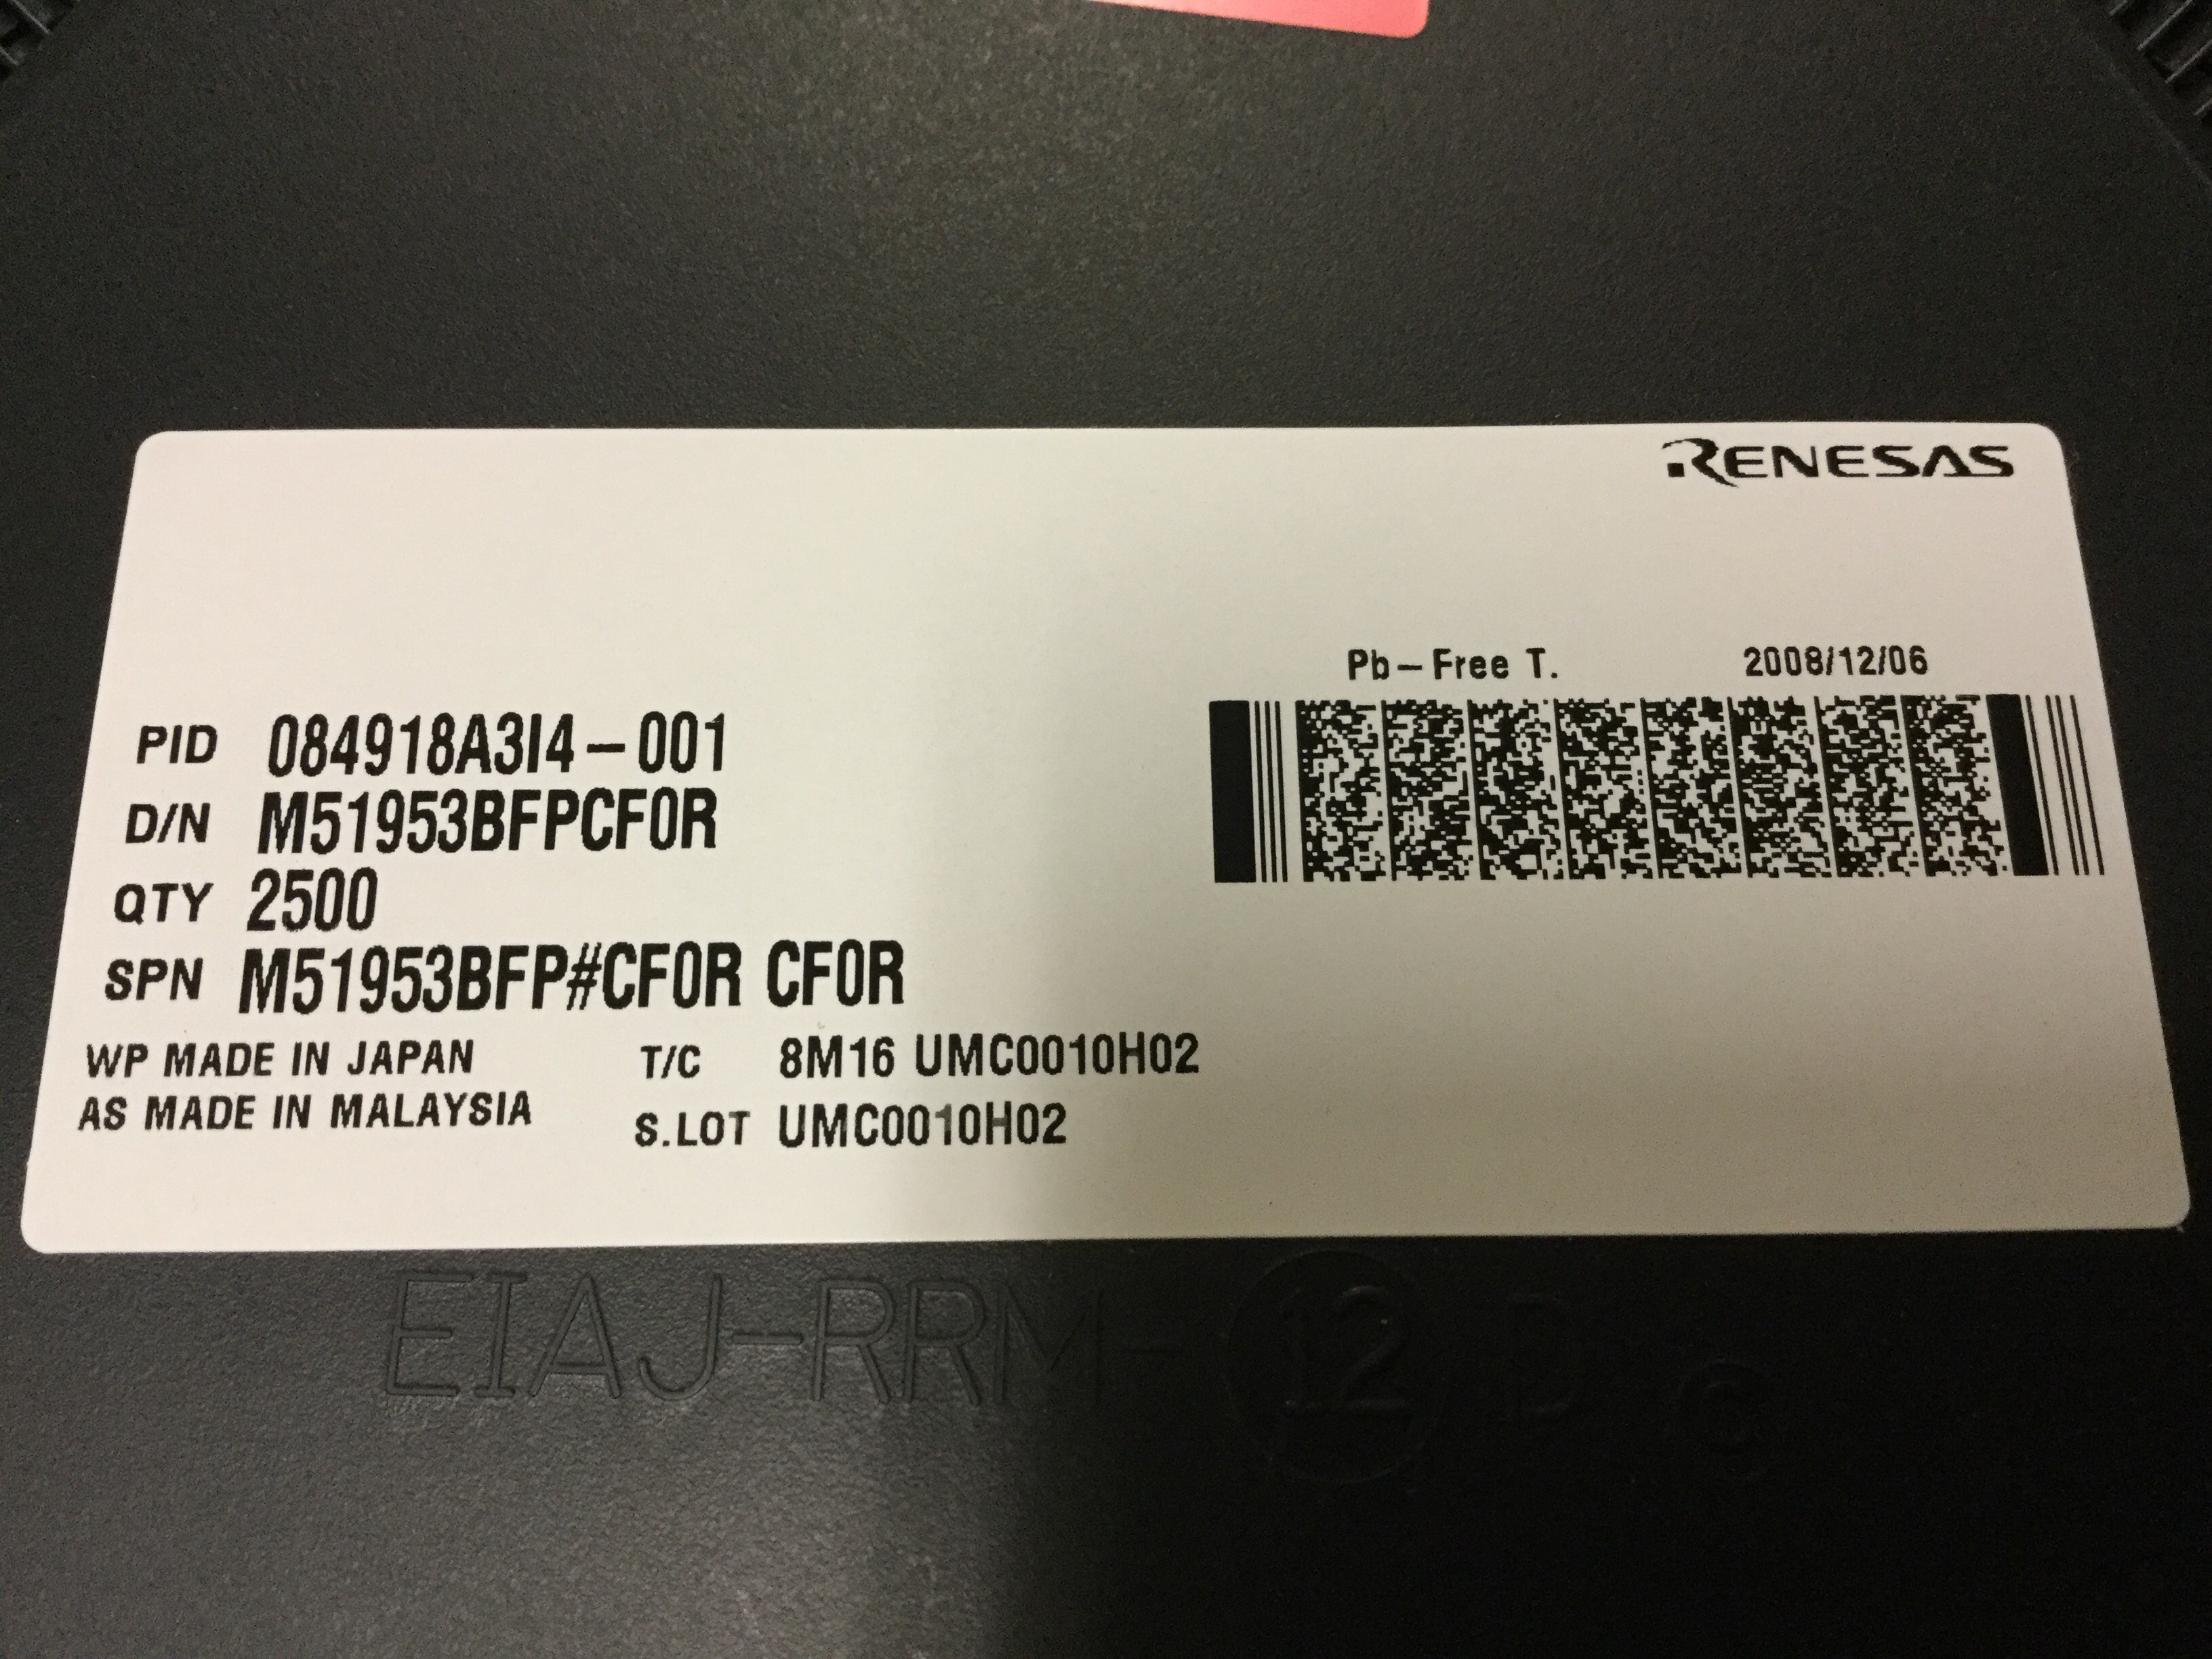 RENESAS
Pb-Free T. 2008/12/06
PID 084918A3I4-001
D/N M51953BFPCF0R
QTY 2500
SPN M51953BFP#CF0R CF0R
WP MADE IN JAPAN T/C 8M16 UMC0010H02
AS MADE IN MALAYSIA S.LOT UMC0010H02
EIAJ-RRM-12 D